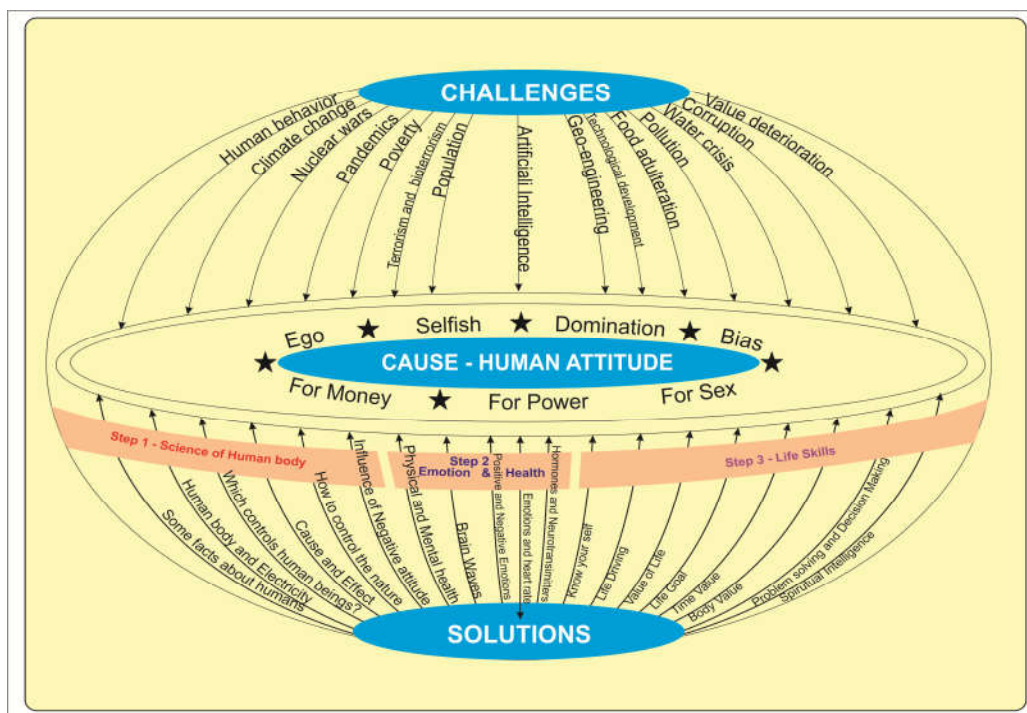 CHALLENGES
Human behavior
Climate change
Nuclear wars
Pandemics
Poverty
Terrorism and bioterrorism
Population
Artificiali Intelligence
Geo-engineering
Technological development
Food adulteration
Pollution
Water crisis
Corruption
Value deterioration
Ego
Selfish
Domination
Bias
CAUSE - HUMAN ATTITUDE
For Money
For Power
For Sex
Step 1 - Science of Human body
Step 2
Emotion & Health
Step 3 - Life Skills
Some facts about humans
Human body and Electricity
Which controls human beings?
Cause and Effect
How io control the nature
Influence of Negative attitude
Physical and Mental health
Brain Waves
Positive and Negative Emotions
Emotions and heart rate
Hormones and Neurotransimiters
Know your self
Life Driving
Value of Life
Life Goal
Time Value
Body Value
Problem solving and Decision Making
Spirutual Intelligence
SOLUTIONS